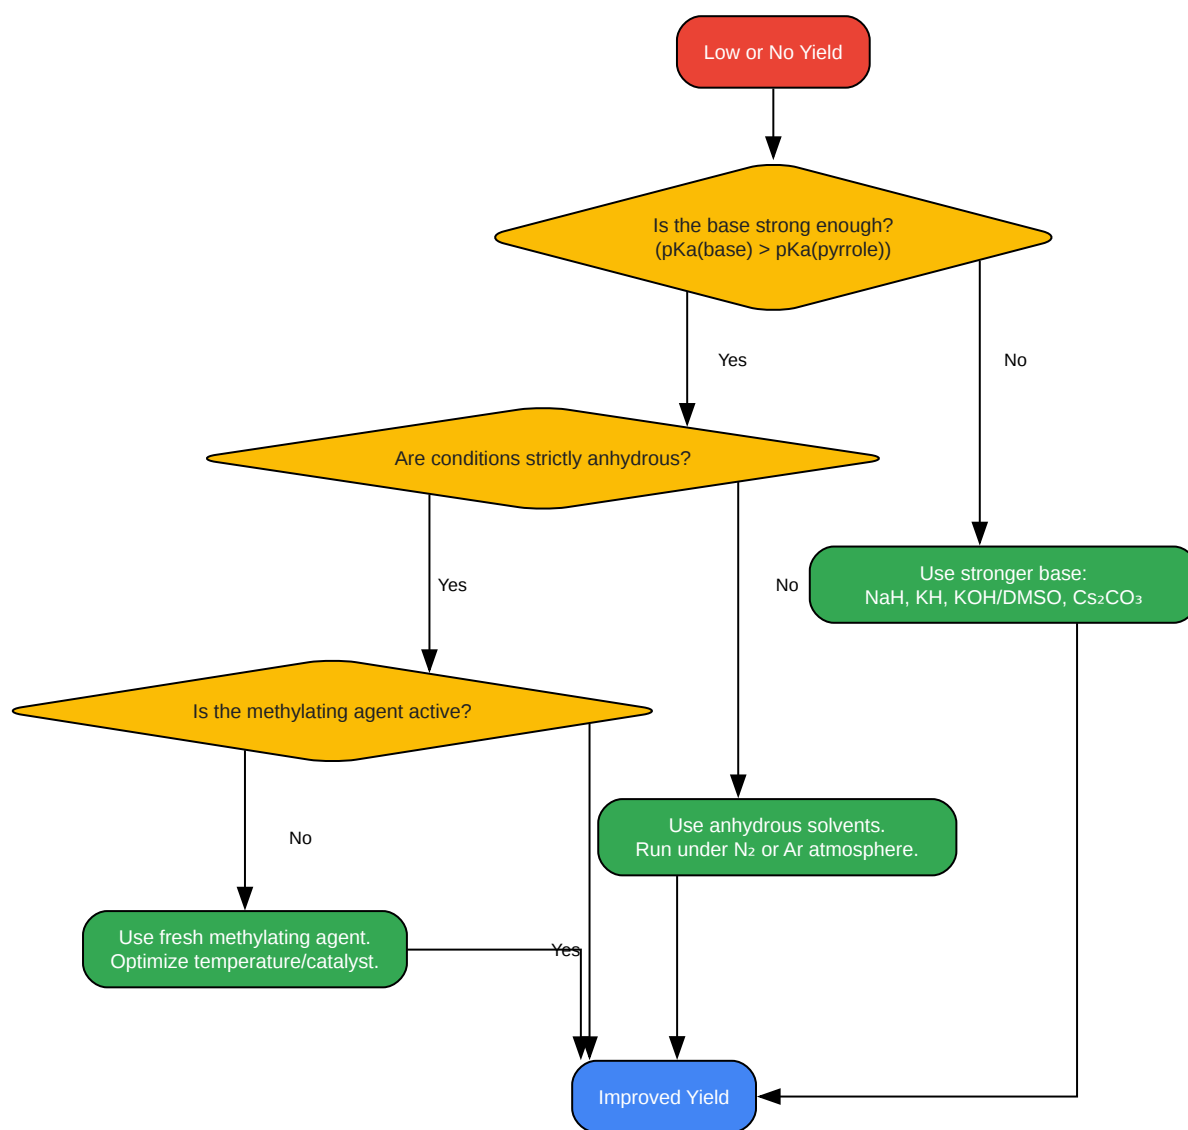 Low or No Yield
Is the base strong enough?
(pKa(base) > pKa(pyrrole))
Yes
No
Are conditions strictly anhydrous?
Yes
No
Use stronger base:
NaH, KH, KOH/DMSO, Cs₂CO₃
Is the methylating agent active?
No
Use anhydrous solvents.
Run under N₂ or Ar atmosphere.
Use fresh methylating agent.
Optimize temperature/catalyst.
Yes
Improved Yield